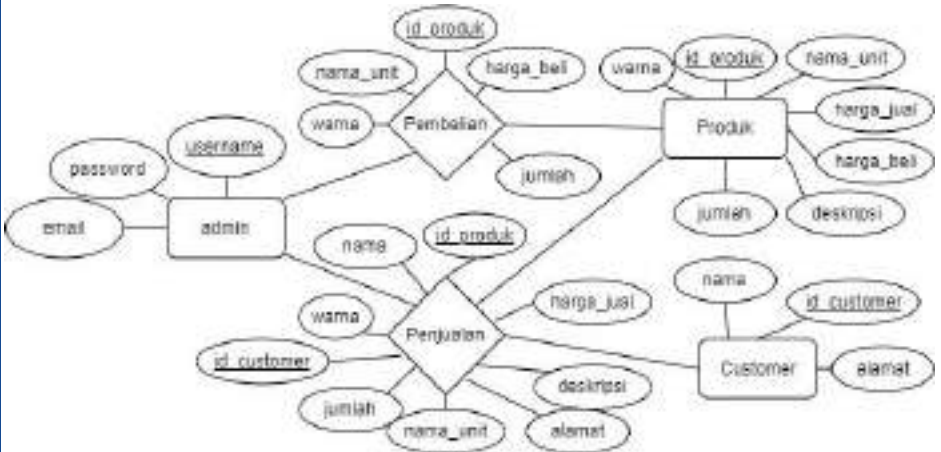 id_produk
nama_unit
harga_beli
warna
Pembelian
jumlah
warna
id_produk
nama_unit
Produk
harga_jual
harga_beli
jumlah
deskripsi
username
password
email
admin
nama
id_produk
warna
harga_jual
id_customer
Penjualan
jumlah
nama_unit
alamat
deskripsi
nama
id_customer
Customer
alamat